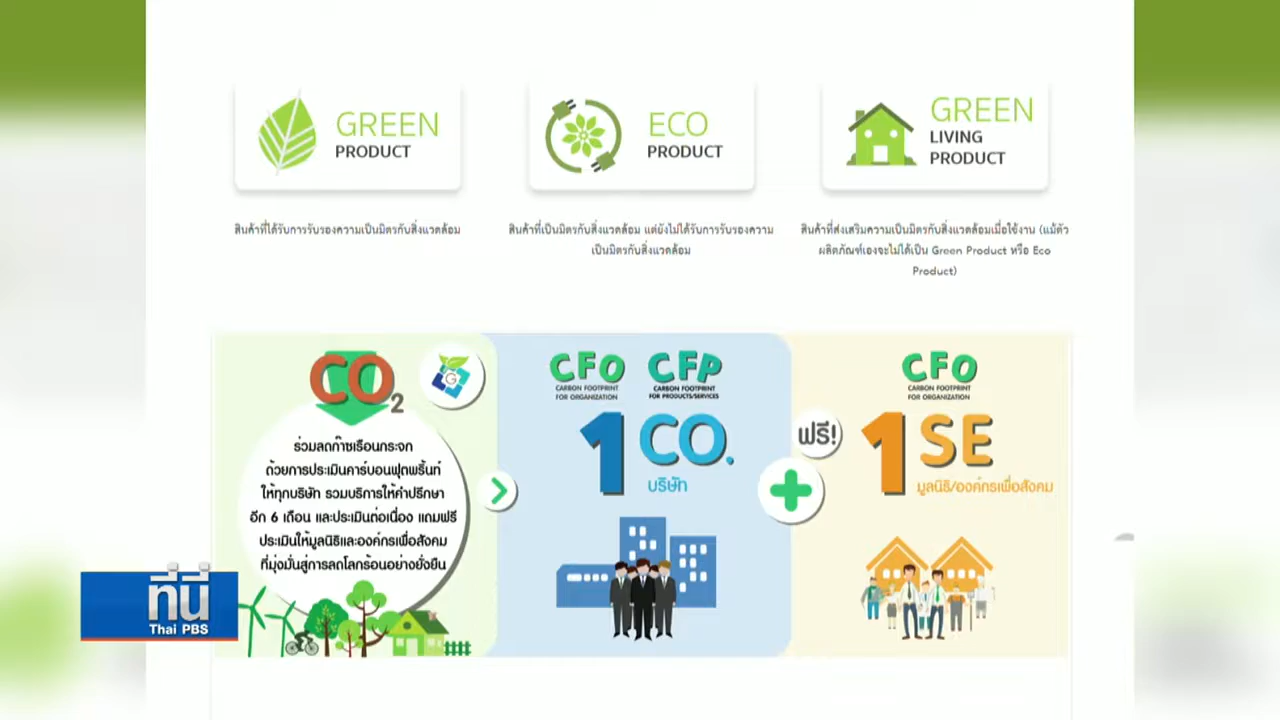 GREEN
PRODUCT
ECO
PRODUCT
GREEN
LIVING
PRODUCT
สินค้าที่ได้รับการรับรองความเป็นมิตรกับสิ่งแวดล้อม
สินค้าที่เป็นมิตรกับสิ่งแวดล้อม แต่ยังไม่ได้รับการรับรองความ
เป็นมิตรกับสิ่งแวดล้อม
สินค้าที่ส่งเสริมความเป็นมิตรกับสิ่งแวดล้อมเมื่อใช้งาน (แม้ตัว
ผลิตภัณฑ์เองจะไม่ได้เป็น Green Product หรือ Eco
Product)
CO2
G
ร่วมลดก๊าซเรือนกระจก
ด้วยการประเมินคาร์บอนฟุตพริ้นท์
ให้ทุกบริษัท รวมบริการให้คำปรึกษา
อีก 6 เดือน และประเมินต่อเนื่อง แถมฟรี
ประเมินให้มูลนิธิและองค์กรเพื่อสังคม
ที่มุ่งมั่นสู่การลดโลกร้อนอย่างยั่งยืน
CFO
CARBON FOOTPRINT
FOR ORGANIZATION
CFP
CARBON FOOTPRINT
FOR PRODUCTS/SERVICES
1 CO.
บริษัท
ฟรี!
CFO
CARBON FOOTPRINT
FOR ORGANIZATION
1 SE
มูลนิธิ/องค์กรเพื่อสังคม
ที่นี่
Thai PBS